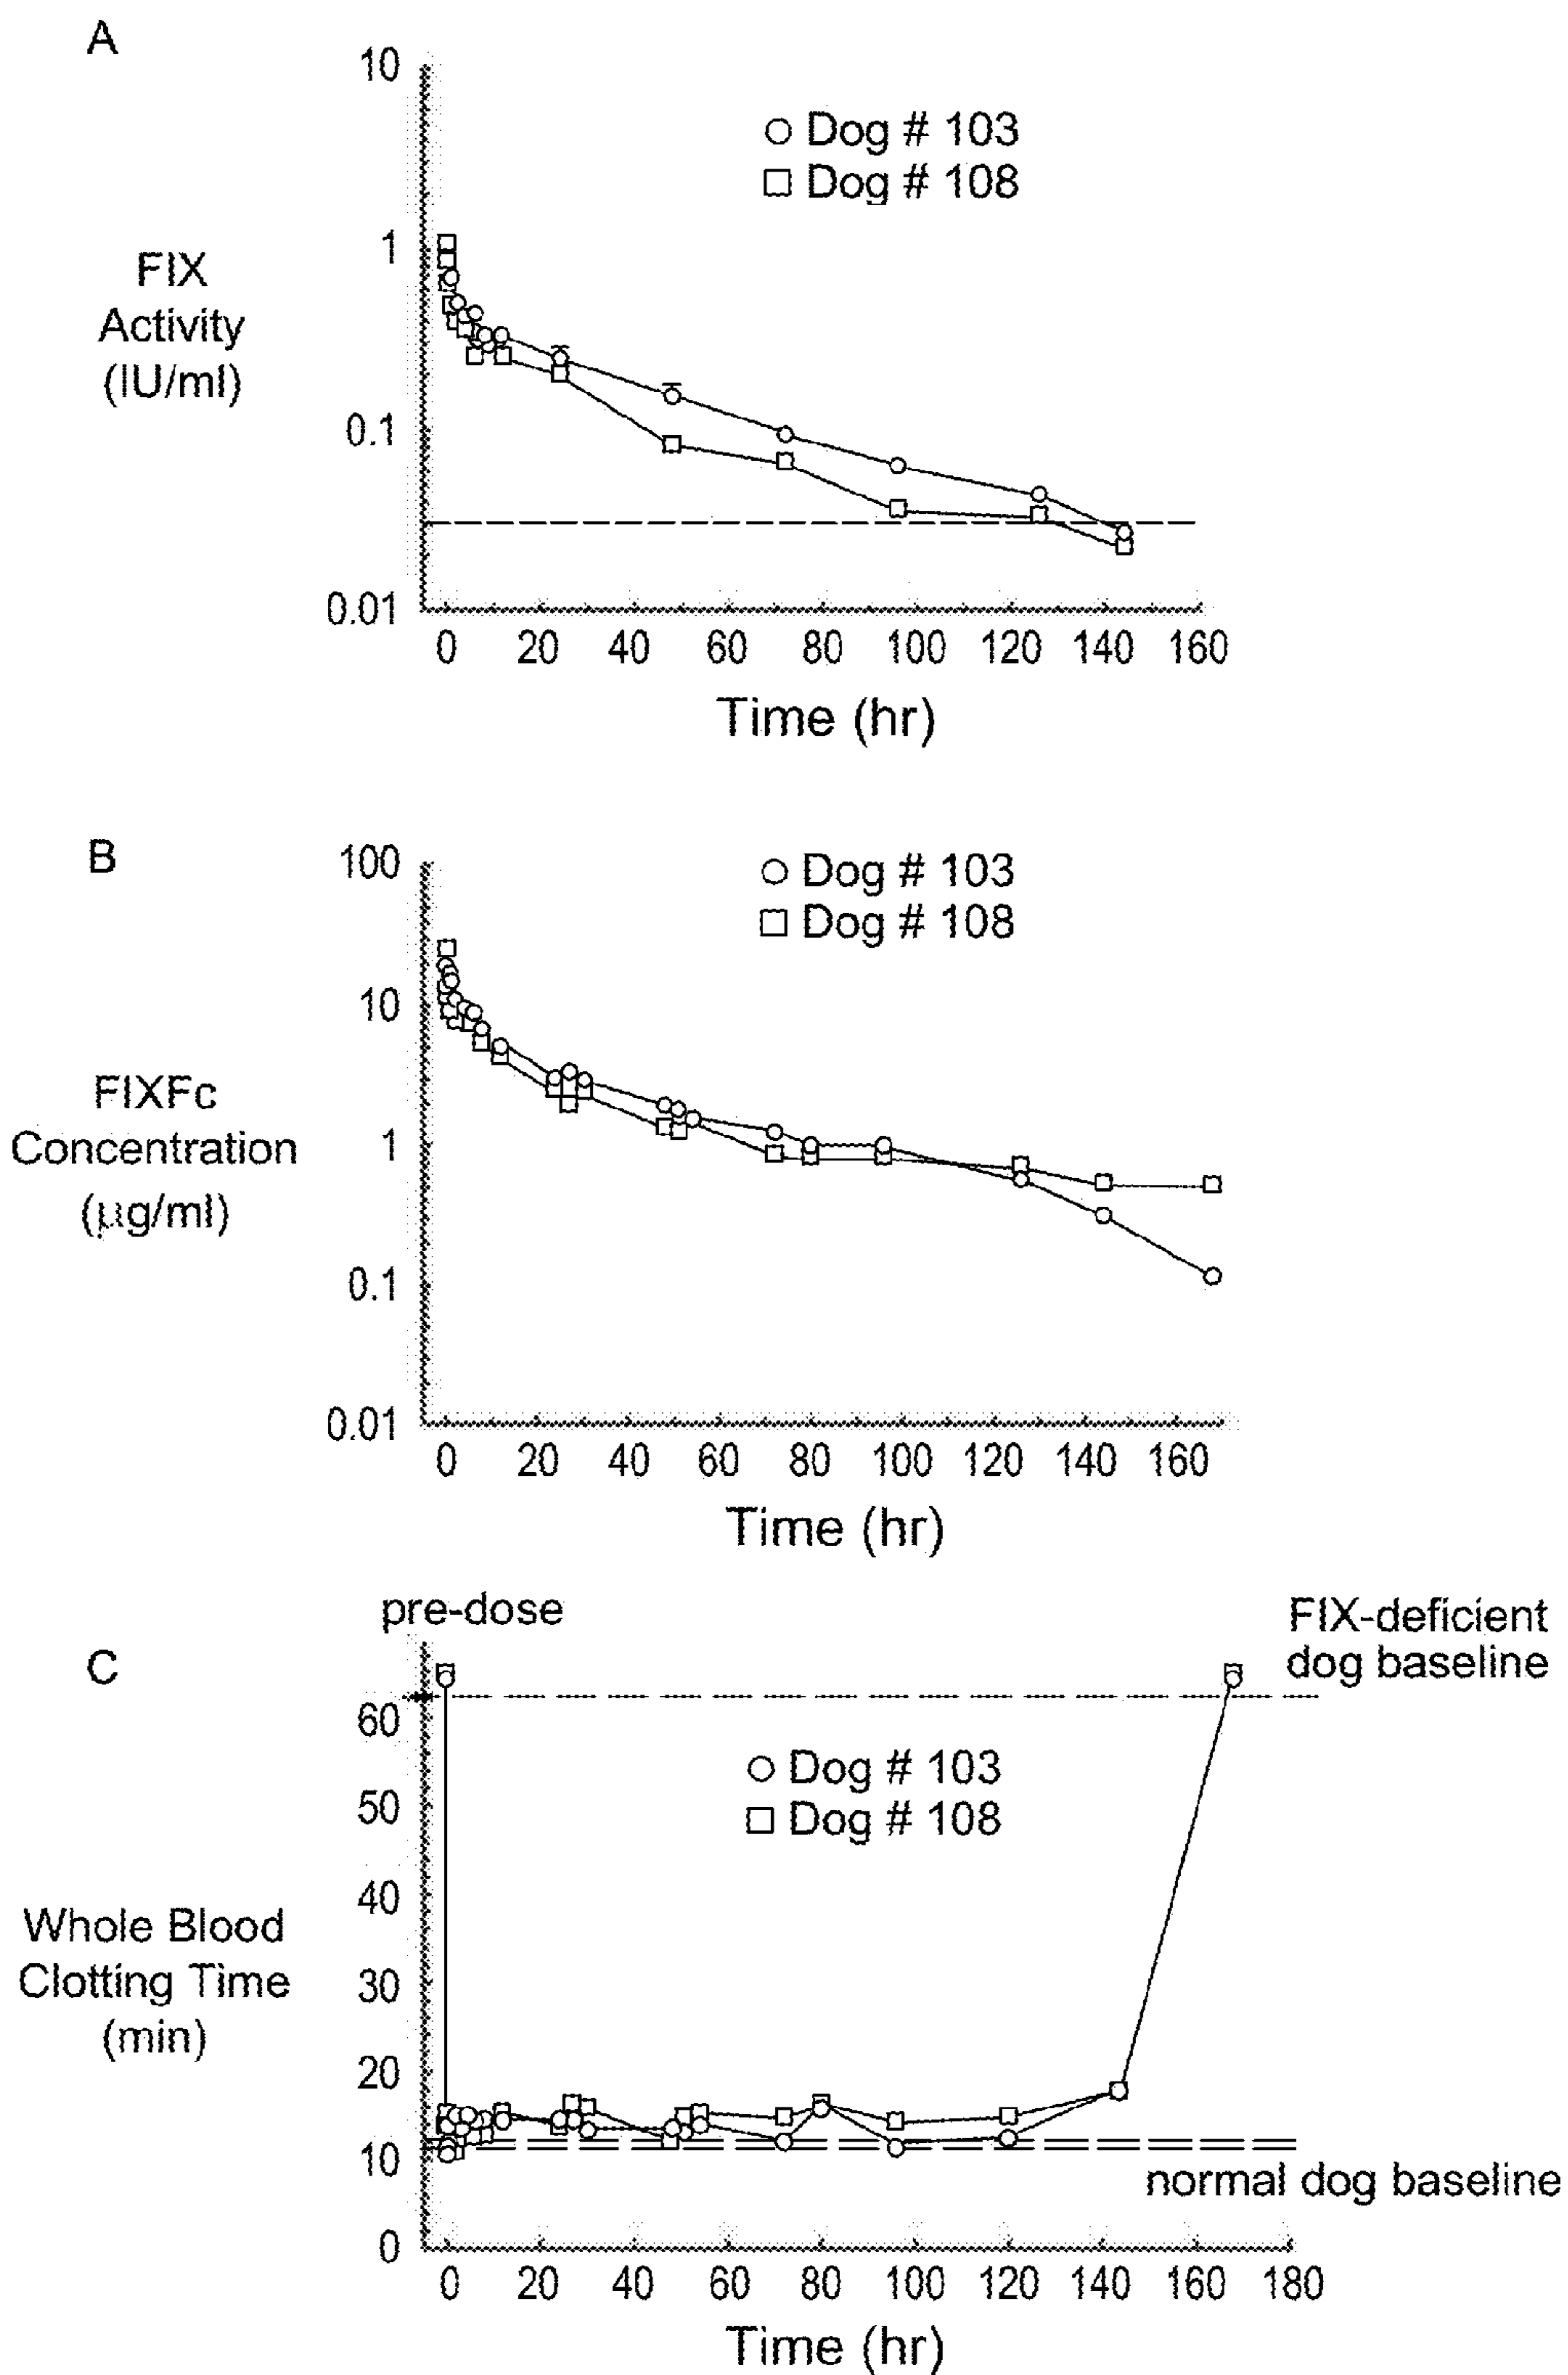 A
10
1
0.1
0.01
FIX
Activity
(IU/ml)
Dog # 103
Dog # 108
0 20 40 60 80 100 120 140 160
Time (hr)
B
100
10
1
0.1
0.01
FIXFc
Concentration
(µg/ml)
Dog # 103
Dog # 108
0 20 40 60 80 100 120 140 160
Time (hr)
pre-dose
FIX-deficient
dog baseline
C
60
50
40
30
20
10
0
Whole Blood
Clotting Time
(min)
Dog # 103
Dog # 108
normal dog baseline
0 20 40 60 80 100 120 140 160 180
Time (hr)